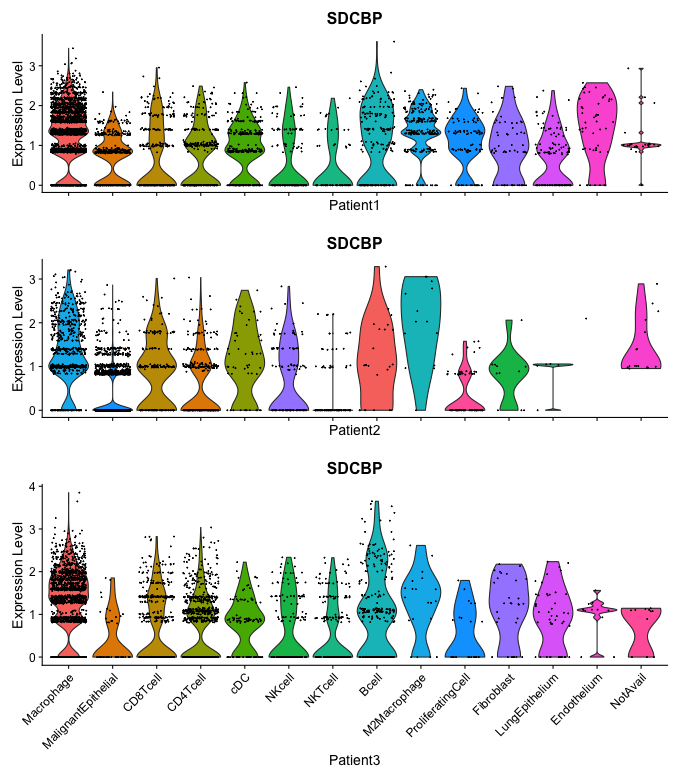 SDCBP
Expression Level
3
2
1
0
Patient1
SDCBP
Expression Level
3
2
1
0
Patient2
SDCBP
Expression Level
4
3
2
1
0
Macrophage
MalignantEpithelial
CD8Tcell
CD4Tcell
cDC
NKcell
NKTcell
Bcell
M2Macrophage
ProliferatingCell
Fibroblast
LungEpithelium
Endothelium
NotAvail
Patient3